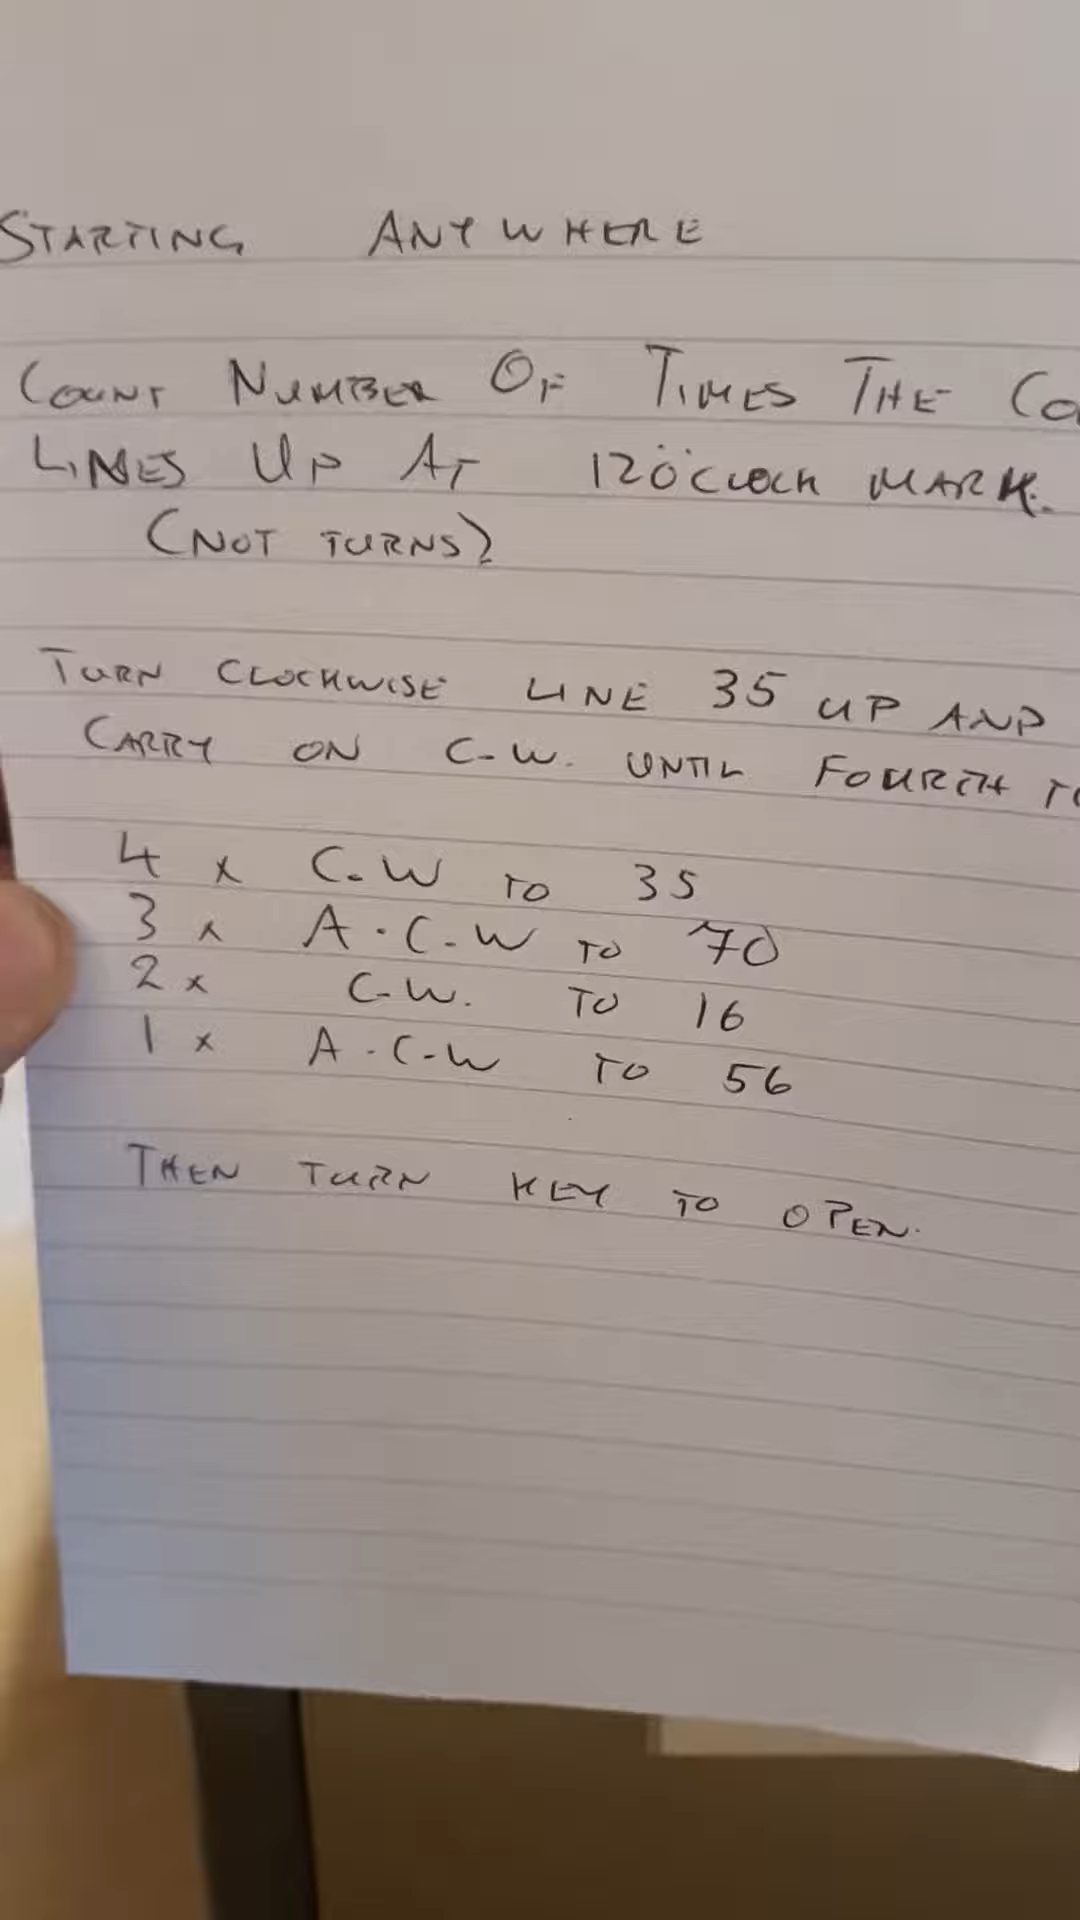 STARTING ANYWHERE
COUNT NUMBER OF TIMES THE
LINES UP AT 12 O'CLOCK MARK.
(NOT TURNS)
TURN CLOCKWISE LINE 35 UP AND
CARRY ON C-W. UNTIL FOURTH
4 x C.W TO 35
3 x A.C.W TO 70
2 x C-W. TO 16
1 x A.C-W TO 56
THEN TURN KEY TO OPEN.